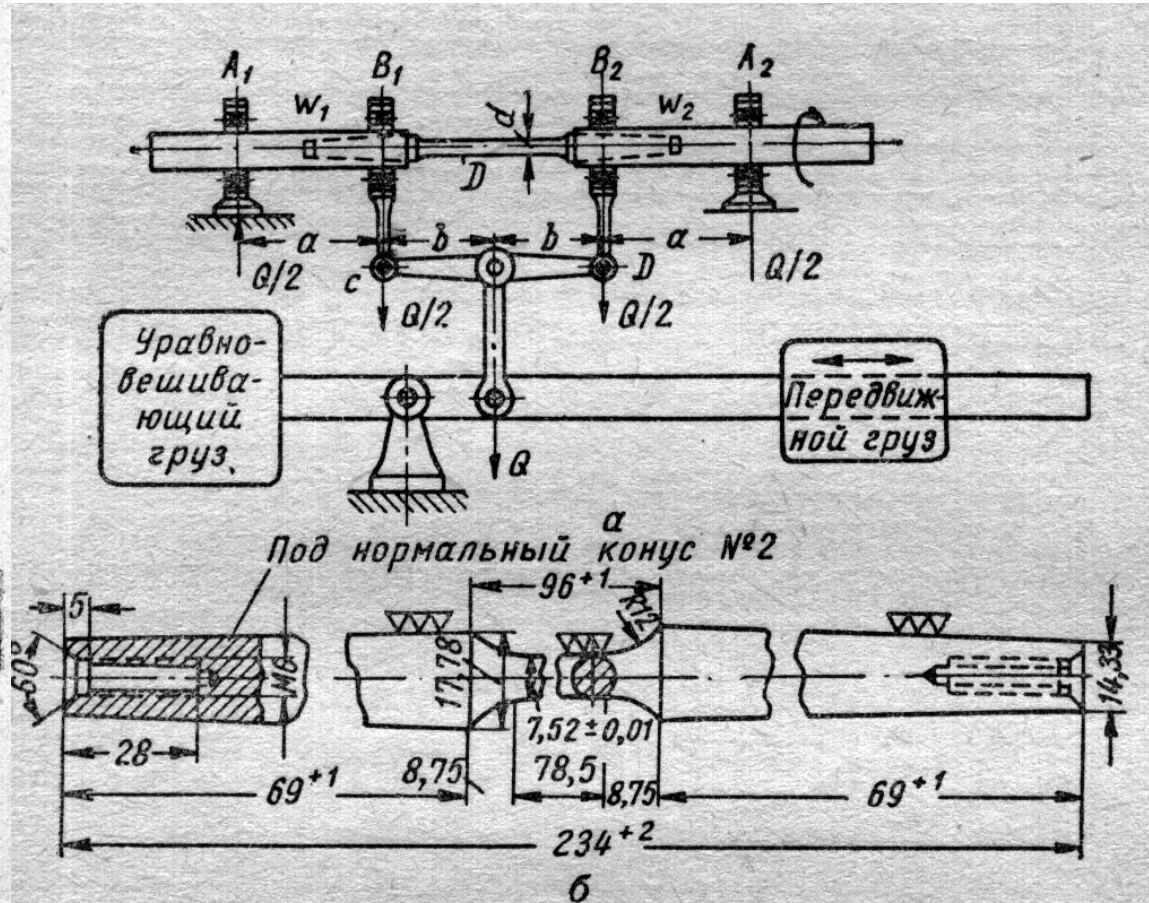 A₁ B₁ B₂ A₂
W₁ d W₂
D
a b b a
Q/2 c D Q/2
Q/2 Q/2
Уравно-
вешива-
ющий
груз.
Передвиж-
ной груз
Q
а
Под нормальный конус №2
96⁺¹
5 R12
60° М6 17,78 14,33
7,52±0,01
28 8,75 78,5 8,75
69⁺¹ 69⁺¹
234⁺²
б